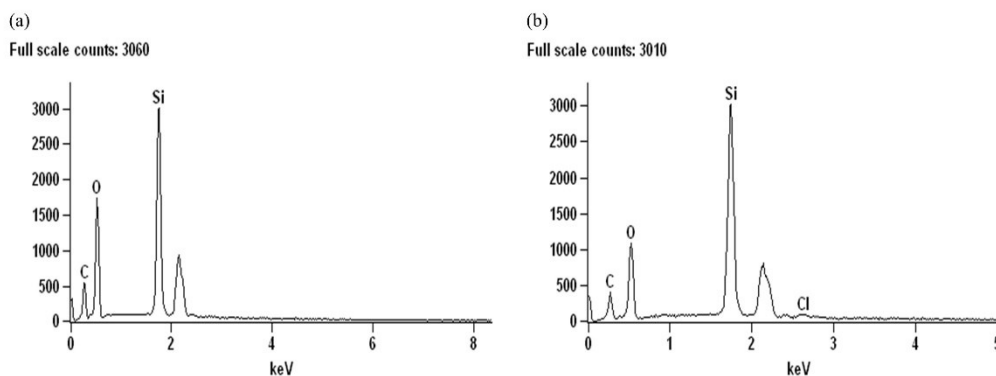 (a)
Full scale counts: 3060
Si
3000
2500
2000
O
1500
1000
C
500
0
0 2 4 6 8
keV
(b)
Full scale counts: 3010
Si
3000
2500
2000
1500
O
1000
C
500
Cl
0
0 1 2 3 4 5
keV